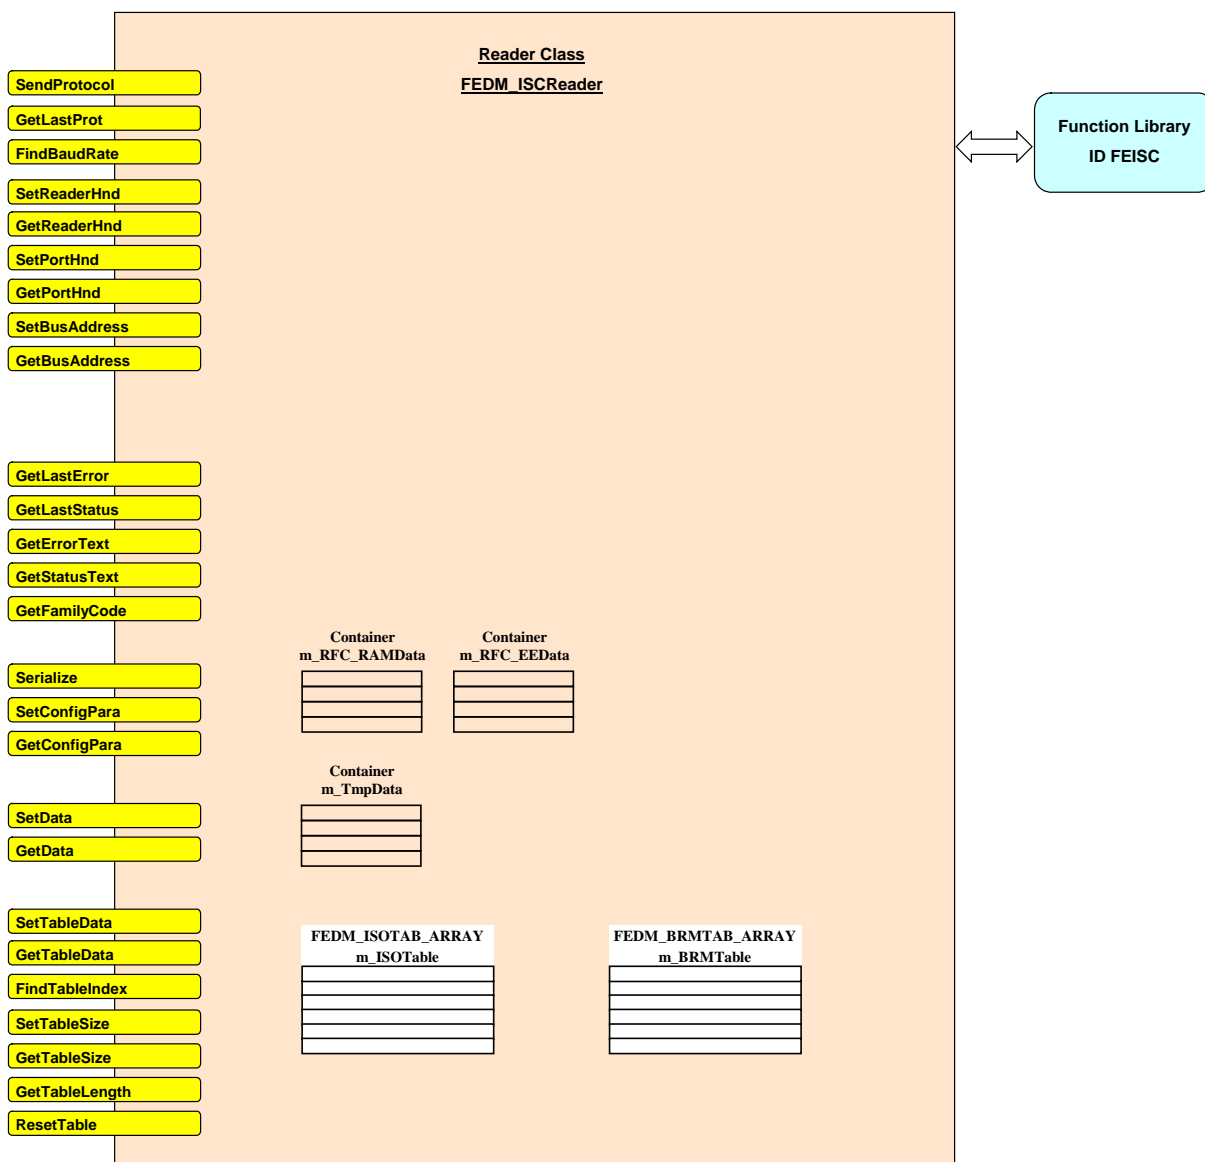 Reader Class
FEDM_ISCReader
SendProtocol
GetLastProt
FindBaudRate
SetReaderHnd
GetReaderHnd
SetPortHnd
GetPortHnd
SetBusAddress
GetBusAddress
Function Library
ID FEISC
GetLastError
GetLastStatus
GetErrorText
GetStatusText
GetFamilyCode
Serialize
SetConfigPara
GetConfigPara
Container
m_RFC_RAMData
Container
m_RFC_EEData
Container
m_TmpData
SetData
GetData
SetTableData
GetTableData
FindTableIndex
SetTableSize
GetTableSize
GetTableLength
ResetTable
FEDM_ISOTAB_ARRAY
m_ISOTable
FEDM_BRMTAB_ARRAY
m_BRMTable